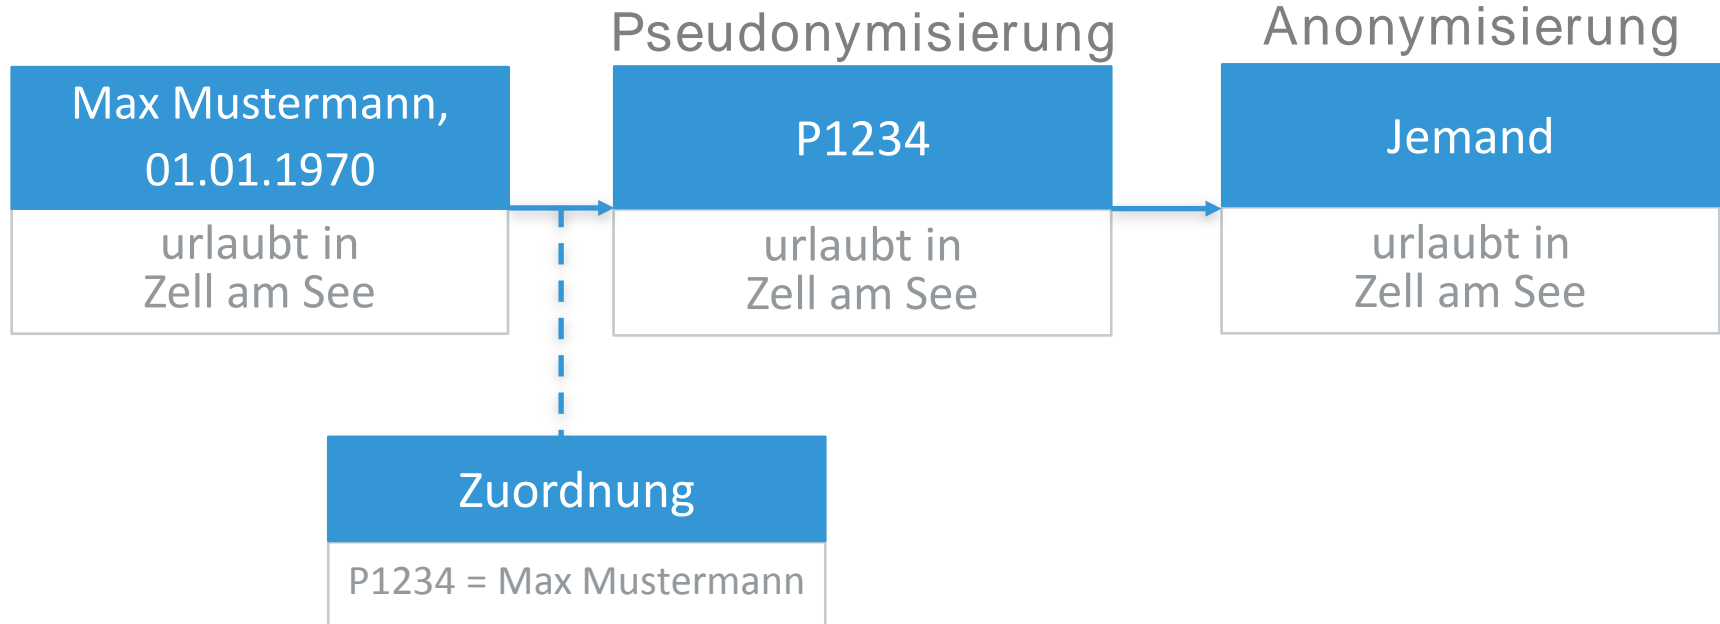 Pseudonymisierung
Anonymisierung
Max Mustermann,
01.01.1970
urlaubt in
Zell am See
P1234
urlaubt in
Zell am See
Jemand
urlaubt in
Zell am See
Zuordnung
P1234 = Max Mustermann